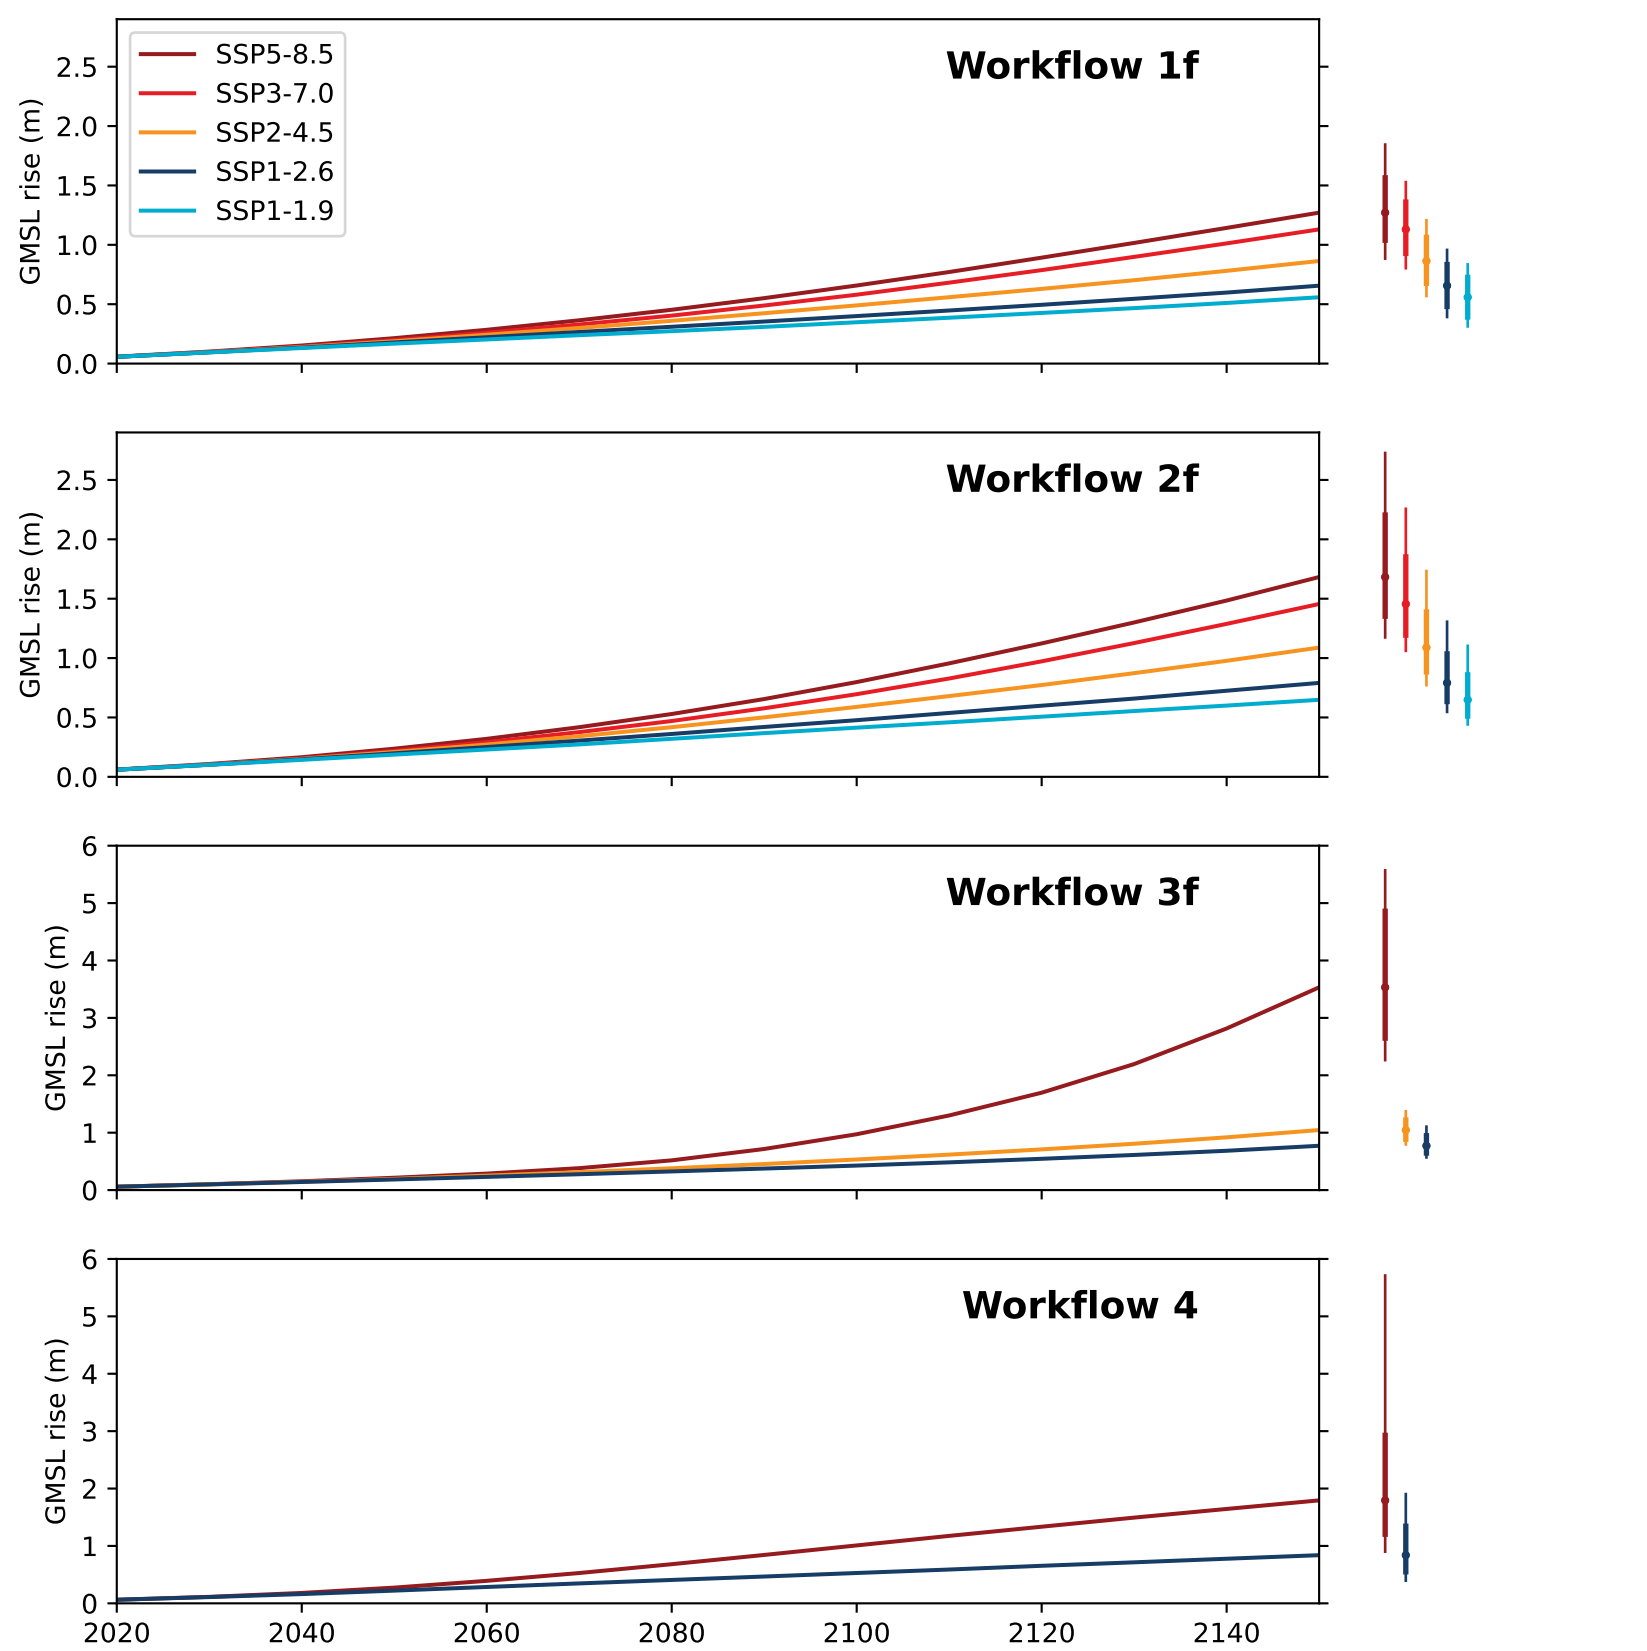 Workflow 1f
SSP5-8.5
SSP3-7.0
SSP2-4.5
SSP1-2.6
SSP1-1.9
GMSL rise (m)
2.5
2.0
1.5
1.0
0.5
0.0
Workflow 2f
GMSL rise (m)
2.5
2.0
1.5
1.0
0.5
0.0
Workflow 3f
GMSL rise (m)
6
5
4
3
2
1
0
Workflow 4
GMSL rise (m)
6
5
4
3
2
1
0
2020 2040 2060 2080 2100 2120 2140